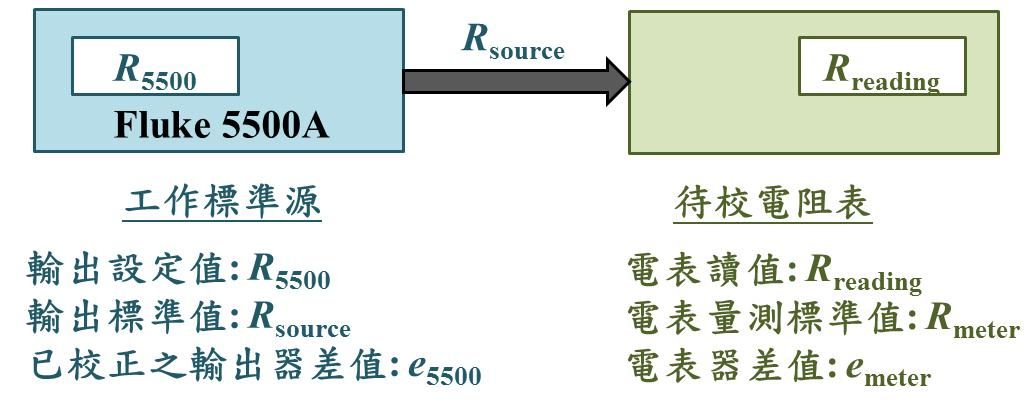 R5500
Fluke 5500A
Rsource
Rreading
工作標準源
輸出設定值: R5500
輸出標準值: Rsource
已校正之輸出器差值: e5500
待校電阻表
電表讀值: Rreading
電表量測標準值: Rmeter
電表器差值: emeter